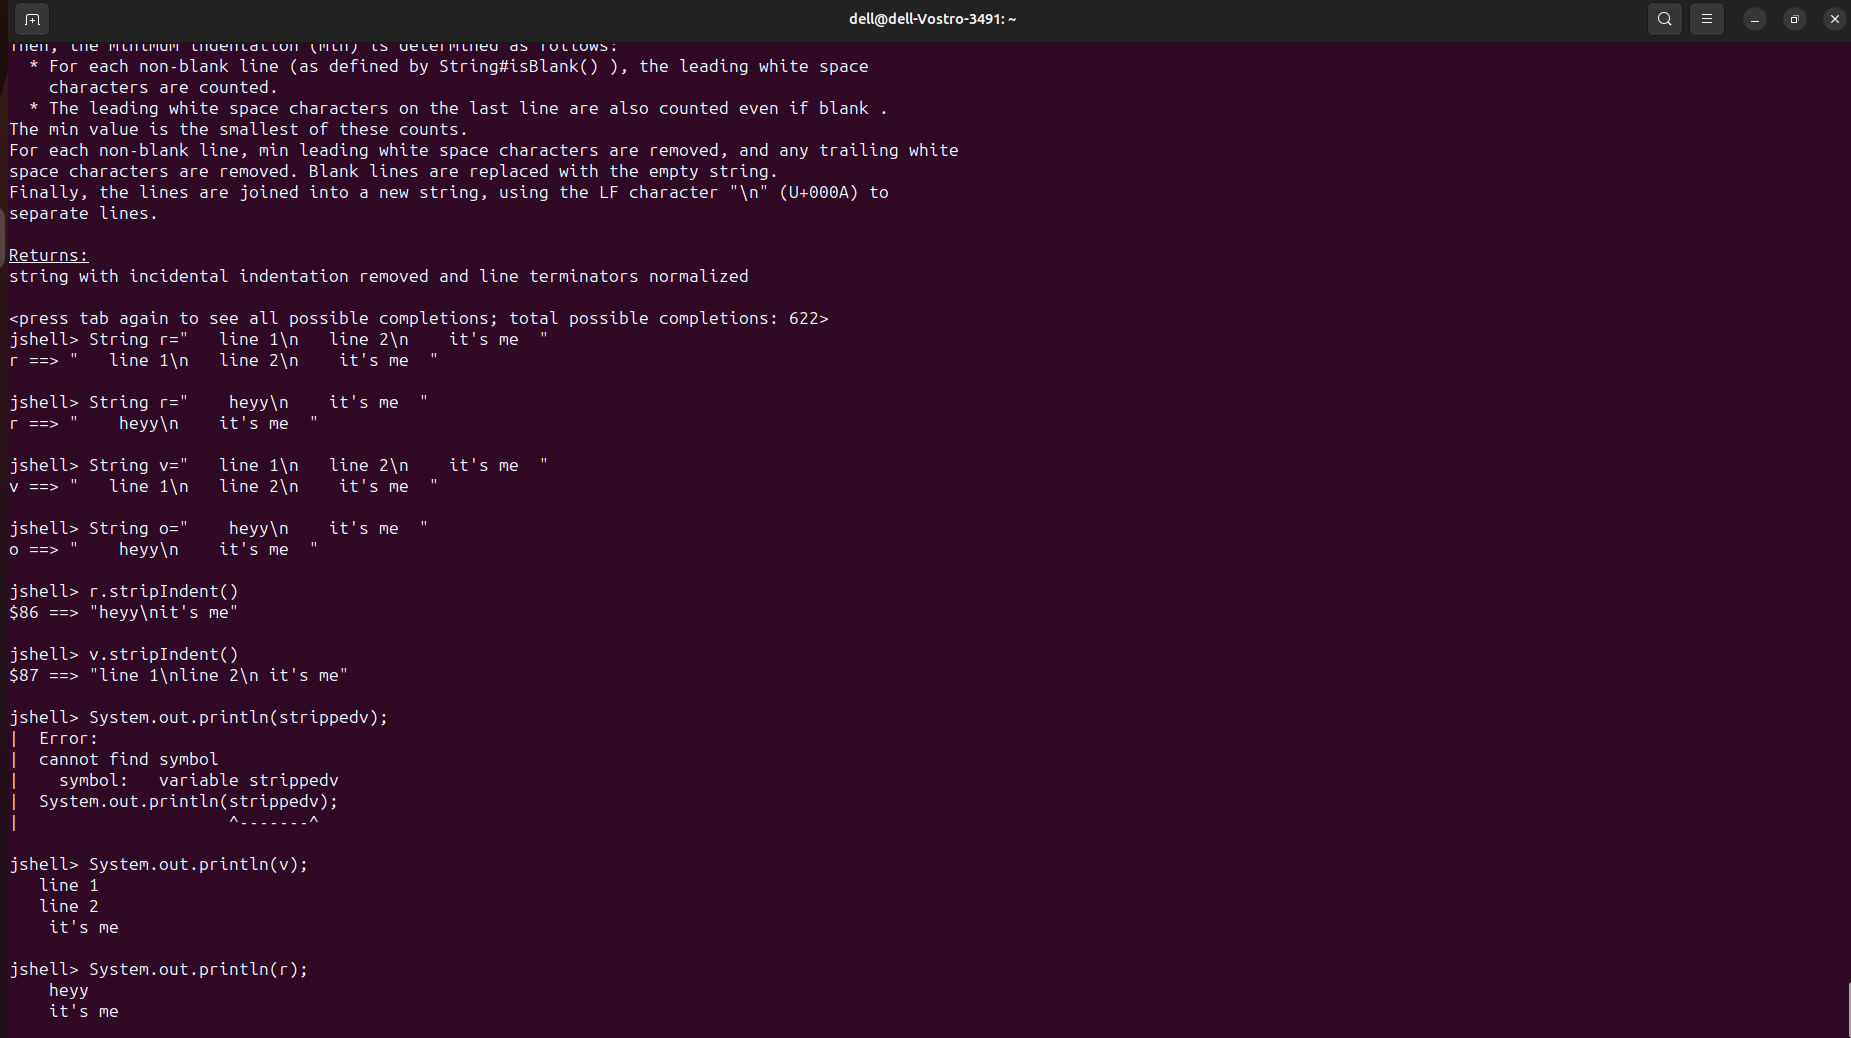 dell@dell-Vostro-3491: ~
Then, the minimum indentation (min) is determined as follows:
  * For each non-blank line (as defined by String#isBlank() ), the leading white space
    characters are counted.
  * The leading white space characters on the last line are also counted even if blank .
The min value is the smallest of these counts.
For each non-blank line, min leading white space characters are removed, and any trailing white
space characters are removed. Blank lines are replaced with the empty string.
Finally, the lines are joined into a new string, using the LF character "\n" (U+000A) to
separate lines.

Returns:
string with incidental indentation removed and line terminators normalized

<press tab again to see all possible completions; total possible completions: 622>
jshell> String r="   line 1\n   line 2\n    it's me  "
r ==> "   line 1\n   line 2\n    it's me  "

jshell> String r="    heyy\n    it's me  "
r ==> "    heyy\n    it's me  "

jshell> String v="   line 1\n   line 2\n    it's me  "
v ==> "   line 1\n   line 2\n    it's me  "

jshell> String o="    heyy\n    it's me  "
o ==> "    heyy\n    it's me  "

jshell> r.stripIndent()
$86 ==> "heyy\nit's me"

jshell> v.stripIndent()
$87 ==> "line 1\nline 2\n it's me"

jshell> System.out.println(strippedv);
|  Error:
|  cannot find symbol
|    symbol:   variable strippedv
|  System.out.println(strippedv);
|                     ^-------^

jshell> System.out.println(v);
   line 1
   line 2
    it's me

jshell> System.out.println(r);
    heyy
    it's me